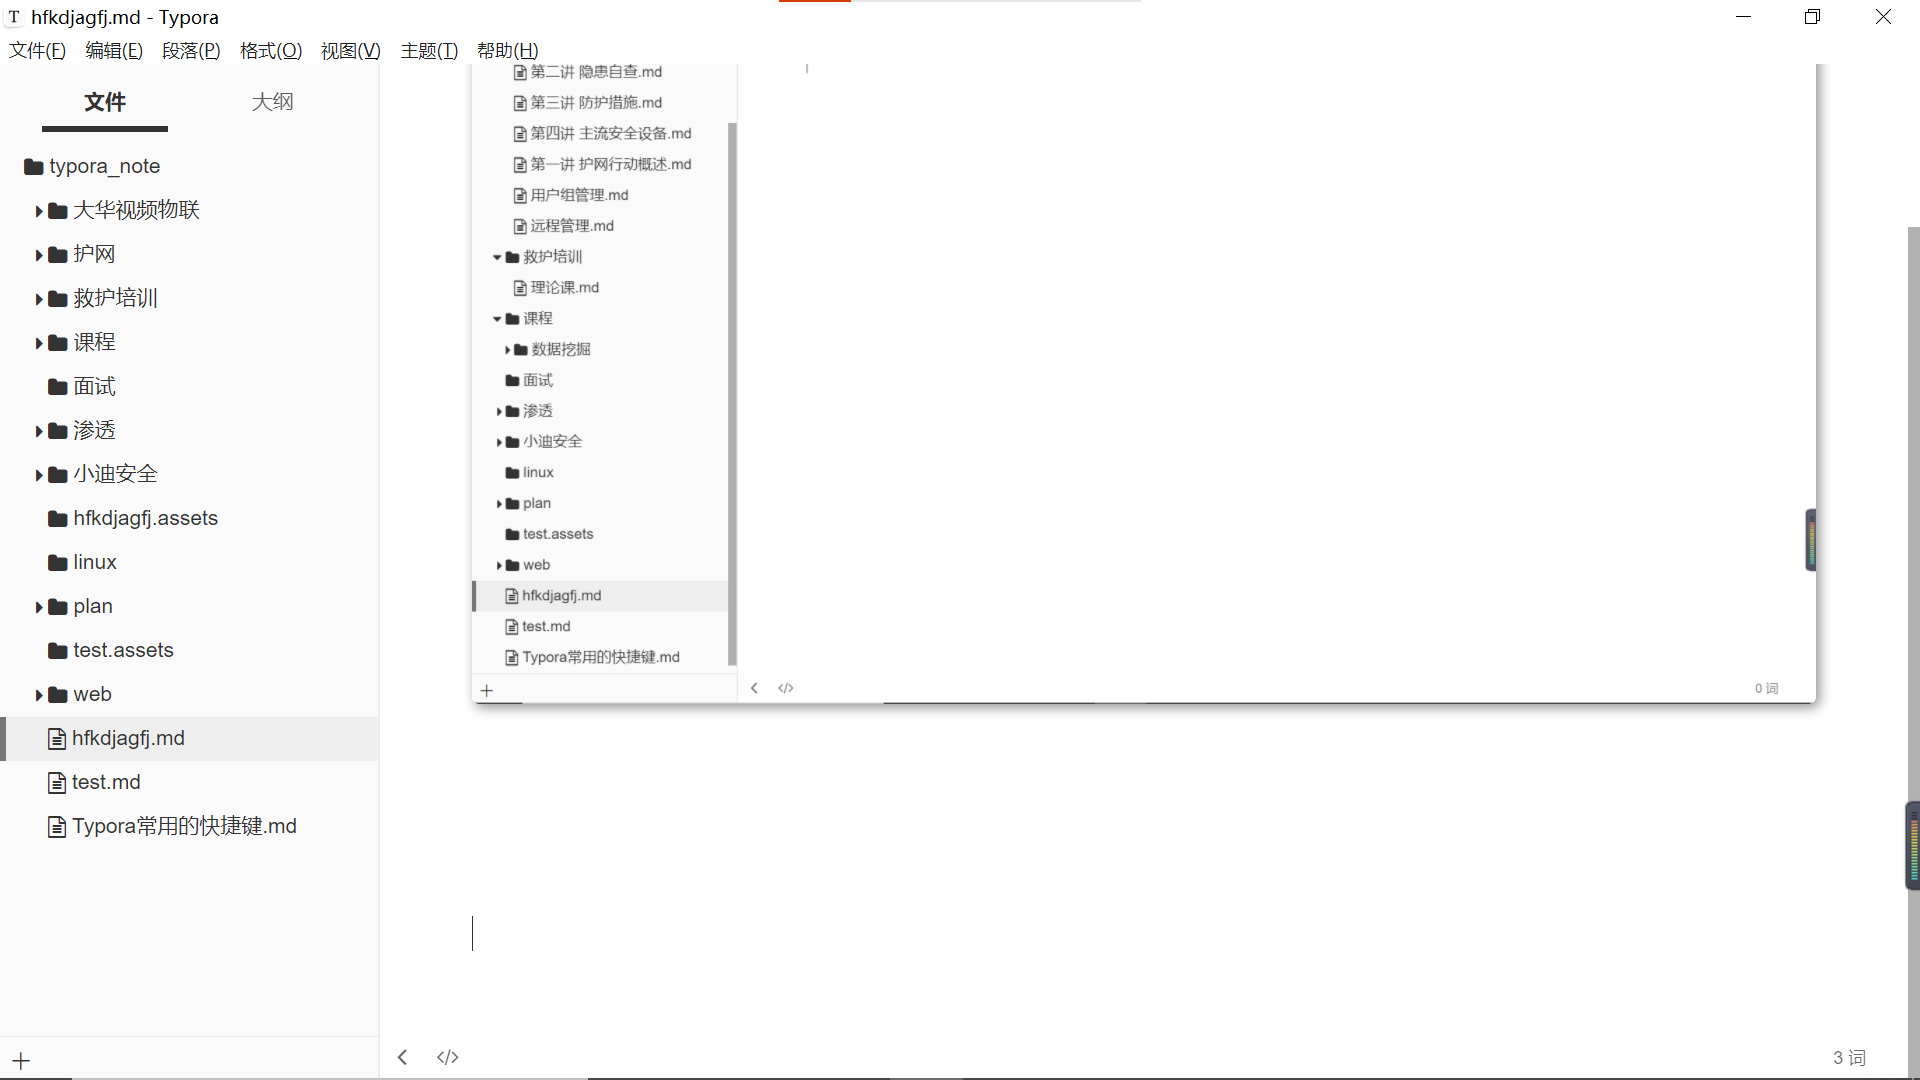 hfkdjagfj.md - Typora
文件(F) 编辑(E) 段落(P) 格式(O) 视图(V) 主题(T) 帮助(H)
文件 大纲
typora_note
大华视频物联
护网
救护培训
课程
面试
渗透
小迪安全
hfkdjagfj.assets
linux
plan
test.assets
web
hfkdjagfj.md
test.md
Typora常用的快捷键.md
第二讲 隐患自查.md
第三讲 防护措施.md
第四讲 主流安全设备.md
第一讲 护网行动概述.md
用户组管理.md
远程管理.md
救护培训
理论课.md
课程
数据挖掘
面试
渗透
小迪安全
linux
plan
test.assets
web
hfkdjagfj.md
test.md
Typora常用的快捷键.md
0 词
3 词